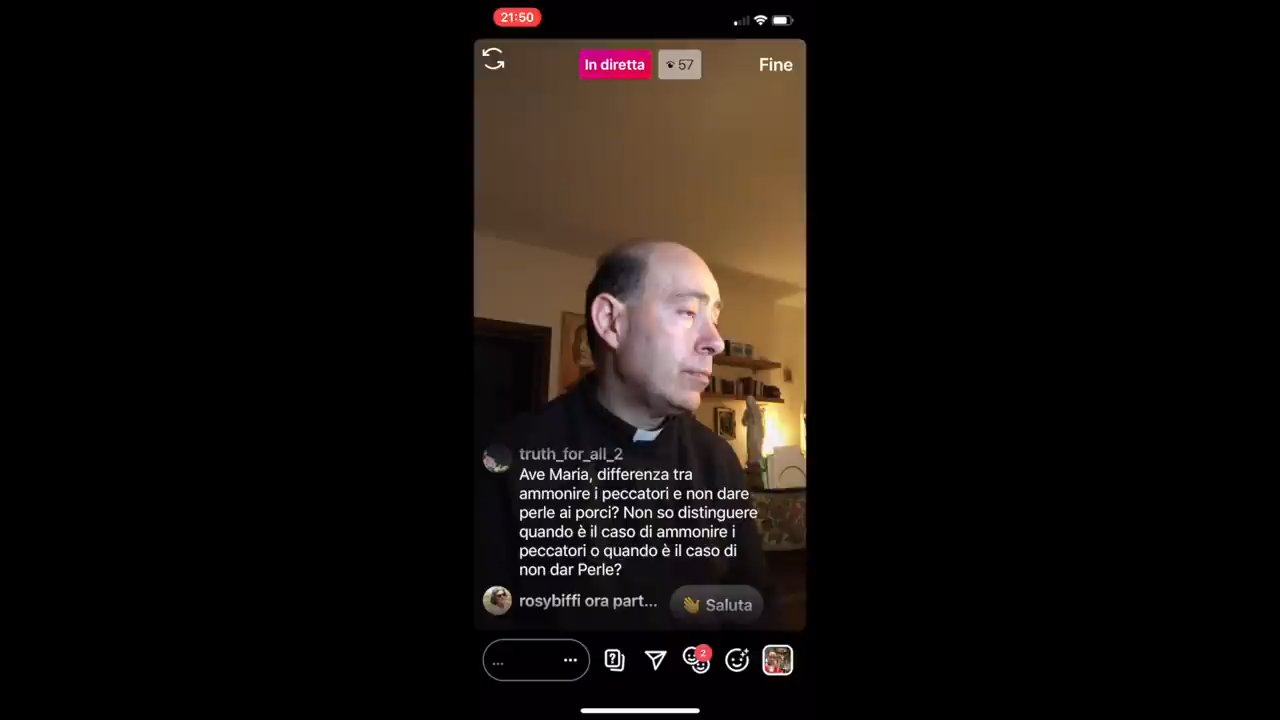 21:50
In diretta 57 Fine
truth_for_all_2
Ave Maria, differenza tra
ammonire i peccatori e non dare
perle ai porci? Non so distinguere
quando è il caso di ammonire i
peccatori o quando è il caso di
non dar Perle?
rosybiffi ora part... 👋 Saluta
... ...
2